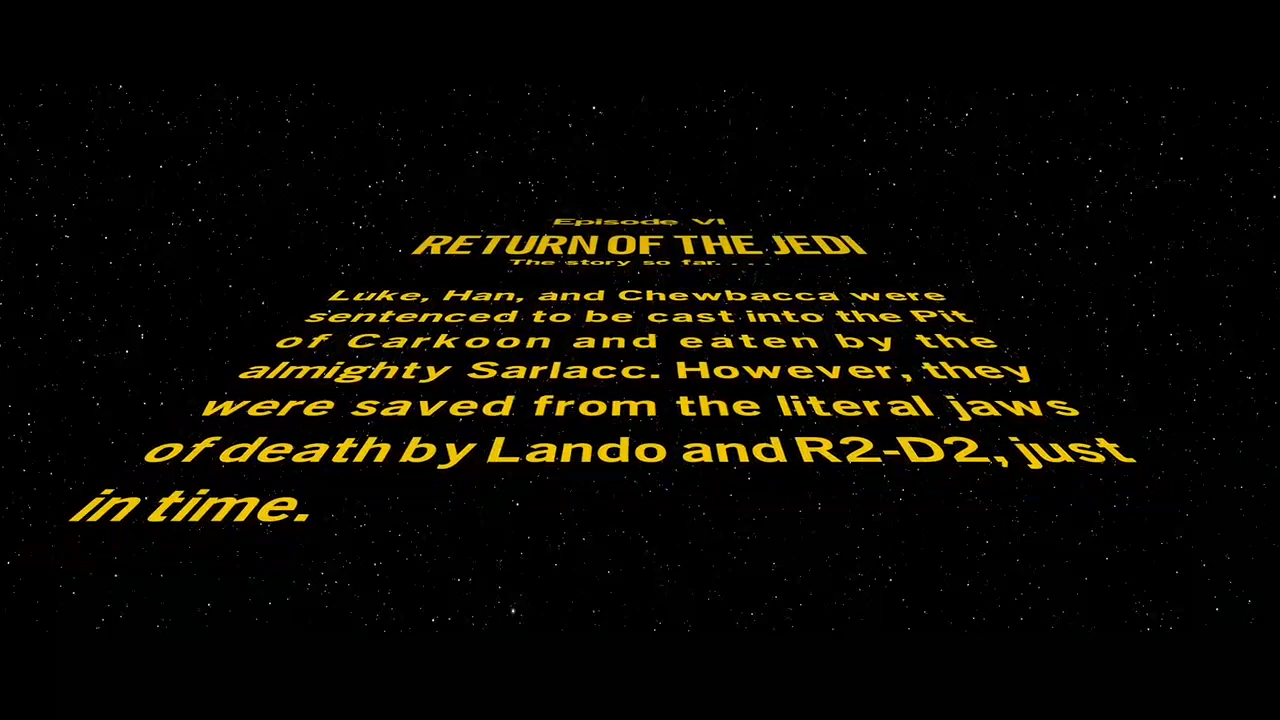 Episode VI
RETURN OF THE JEDI
The story so far. . . .
Luke, Han, and Chewbacca were
sentenced to be cast into the Pit
of Carkoon and eaten by the
almighty Sarlacc. However, they
were saved from the literal jaws
of death by Lando and R2-D2, just
in time.